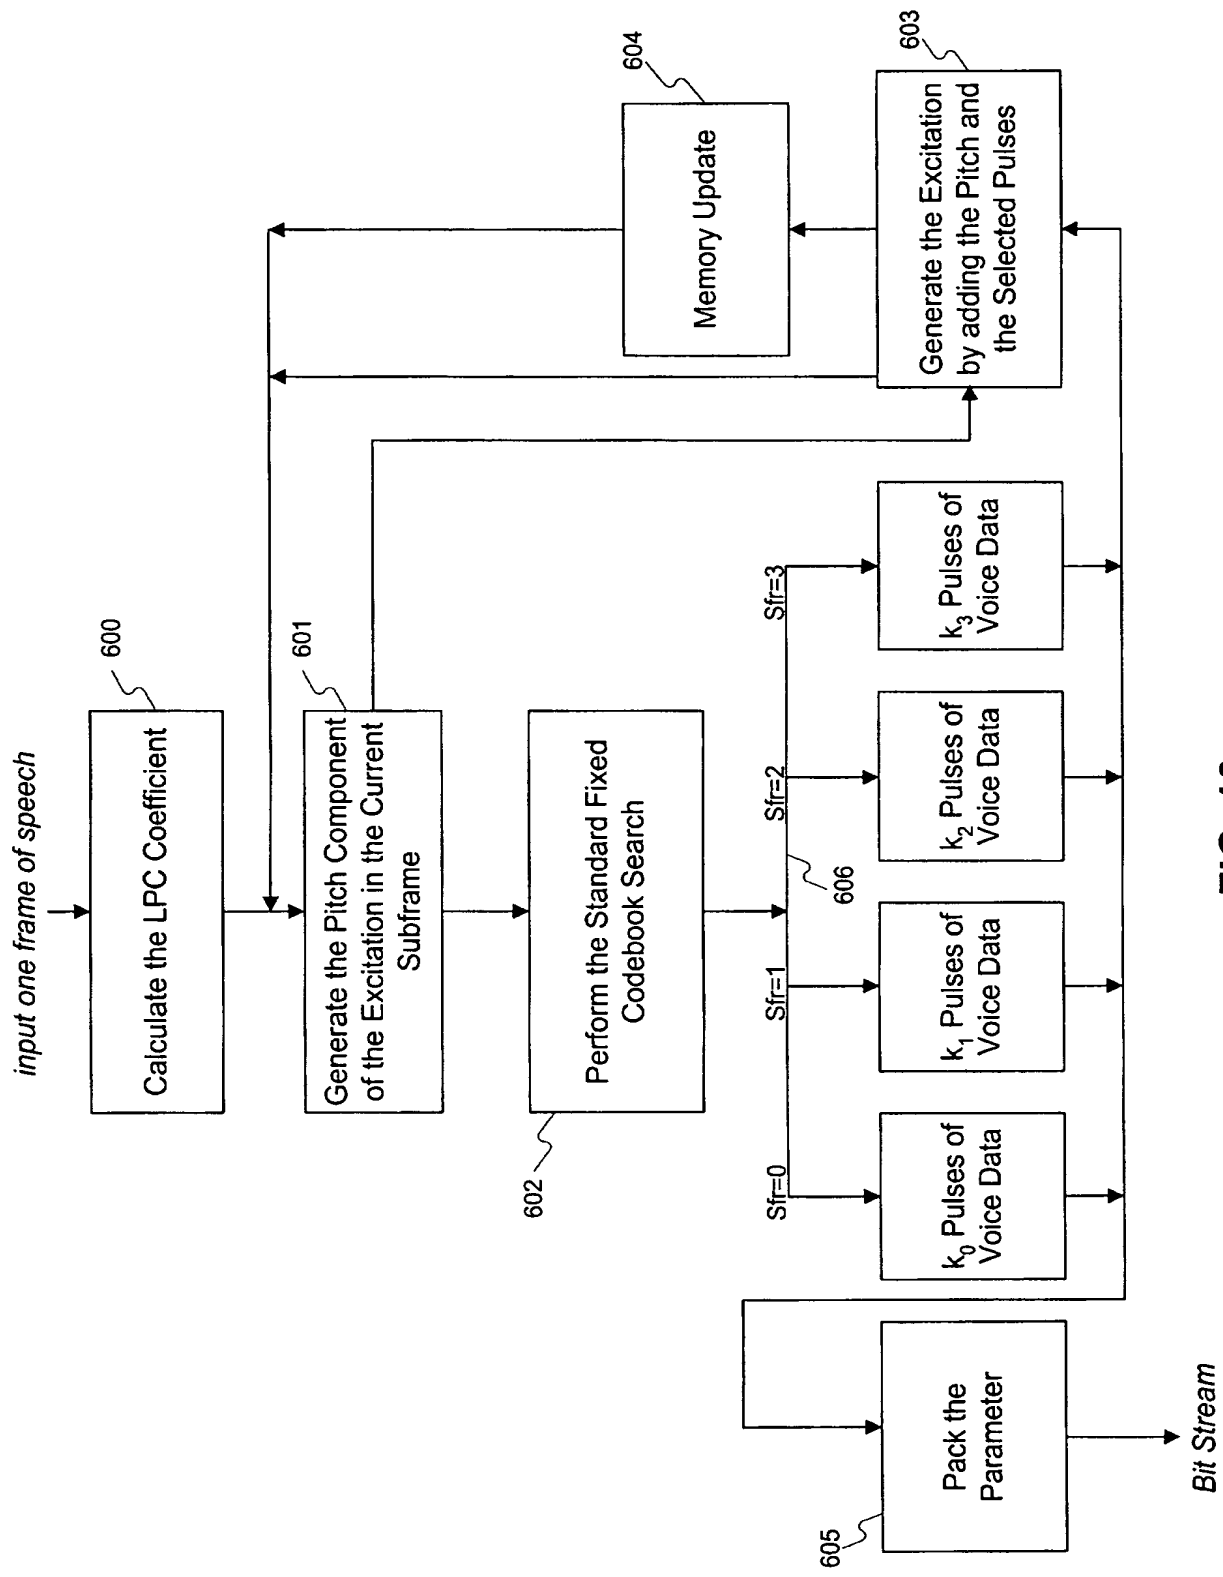 input one frame of speech
600
Calculate the LPC Coefficient
601
Generate the Pitch Component
of the Excitation in the Current
Subframe
602
Perform the Standard Fixed
Codebook Search
604
Memory Update
603
Generate the Excitation
by adding the Pitch and
the Selected Pulses
Sfr=0
Sfr=1
606
Sfr=2
Sfr=3
k0 Pulses of
Voice Data
k1 Pulses of
Voice Data
k2 Pulses of
Voice Data
k3 Pulses of
Voice Data
605
Pack the
Parameter
Bit Stream